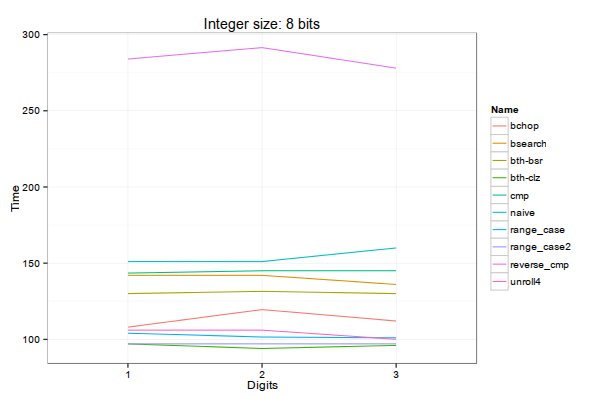 Integer size: 8 bits
300
250
200
150
100
Time
1
2
3
Digits
Name
bchop
bsearch
bth-bsr
bth-clz
cmp
naive
range_case
range_case2
reverse_cmp
unroll4